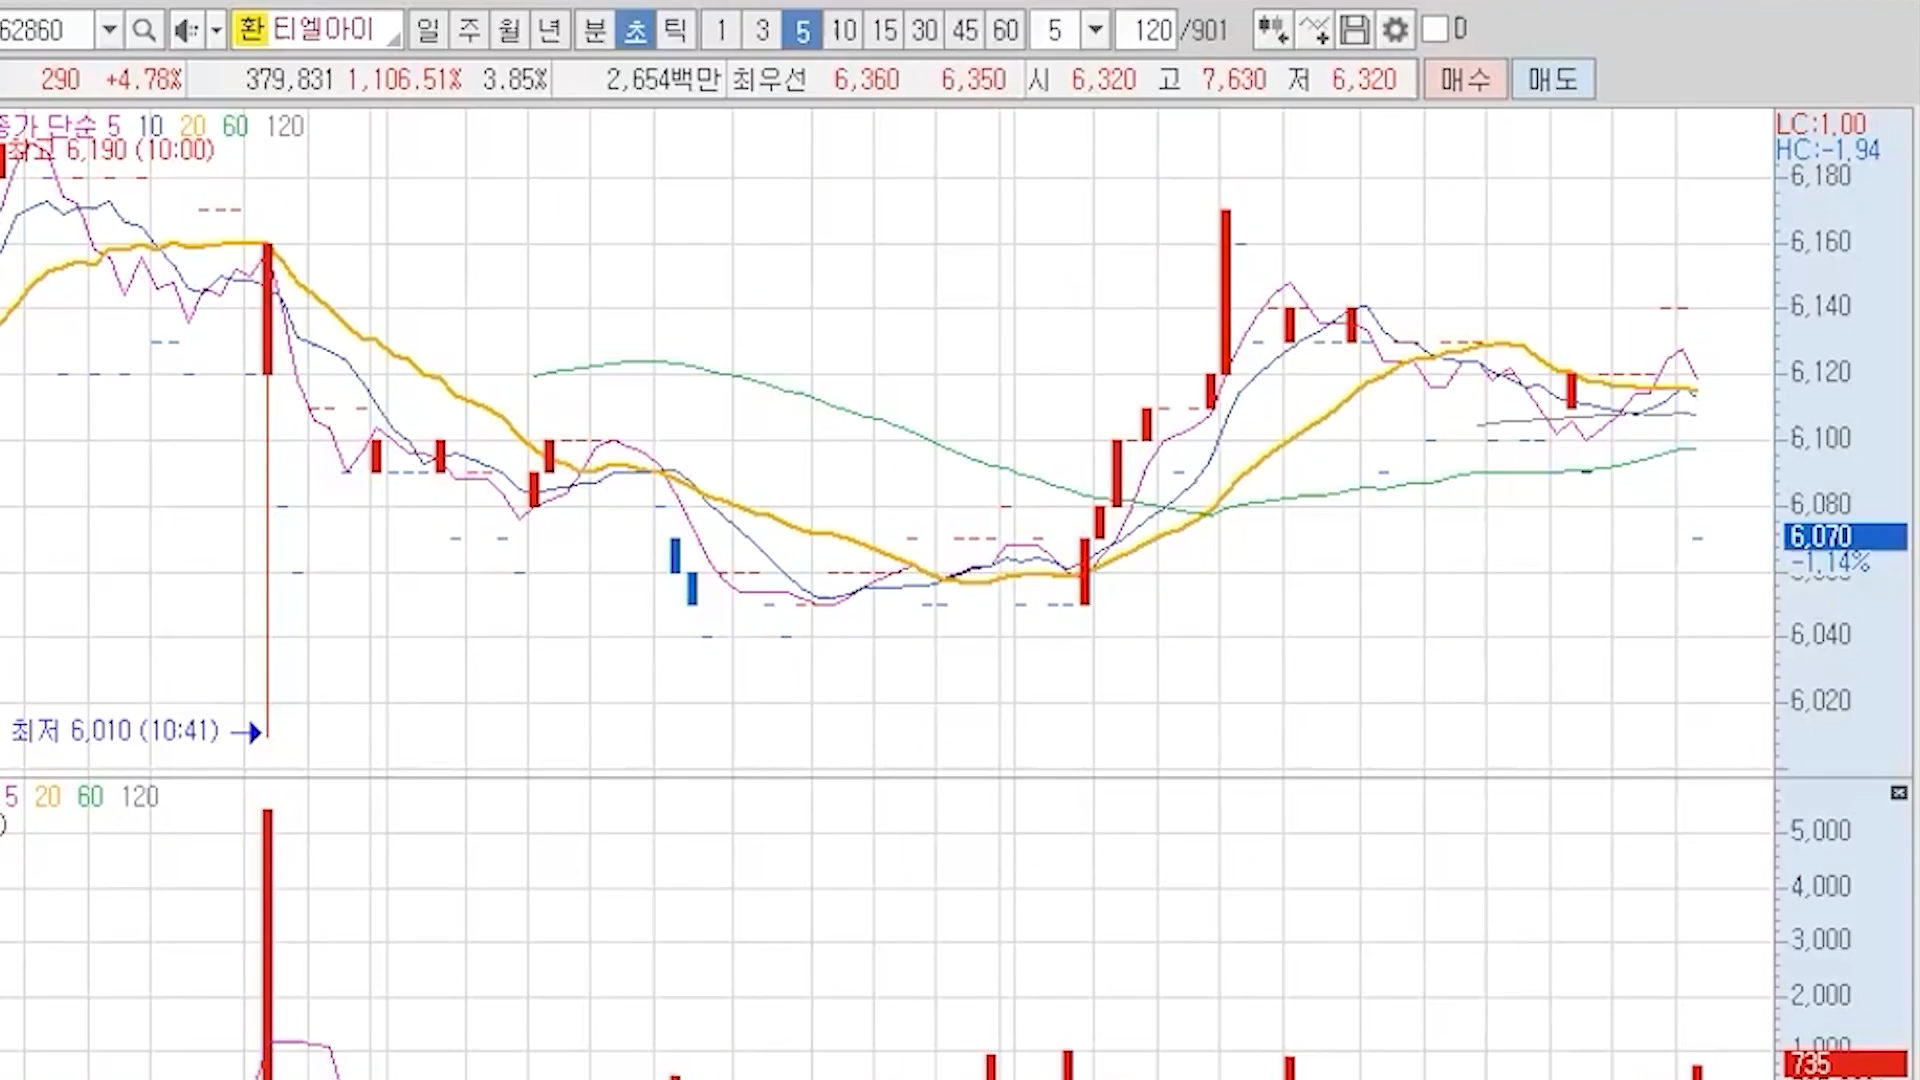 62860 환 티엘아이 일 주 월 년 분 초 틱 1 3 5 10 15 30 45 60 5 120 /901 D
290 +4.78% 379,831 1,106.51% 3.85% 2,654백만 최우선 6,360 6,350 시 6,320 고 7,630 저 6,320 매수 매도
종가 단순 5 10 20 60 120
최고 6,190 (10:00)
LC:1.00
HC:-1.94
6,180
6,160
6,140
6,120
6,100
6,080
6,070
-1.14%
6,040
6,020
최저 6,010 (10:41)
5 20 60 120
)
5,000
4,000
3,000
2,000
1,000
735